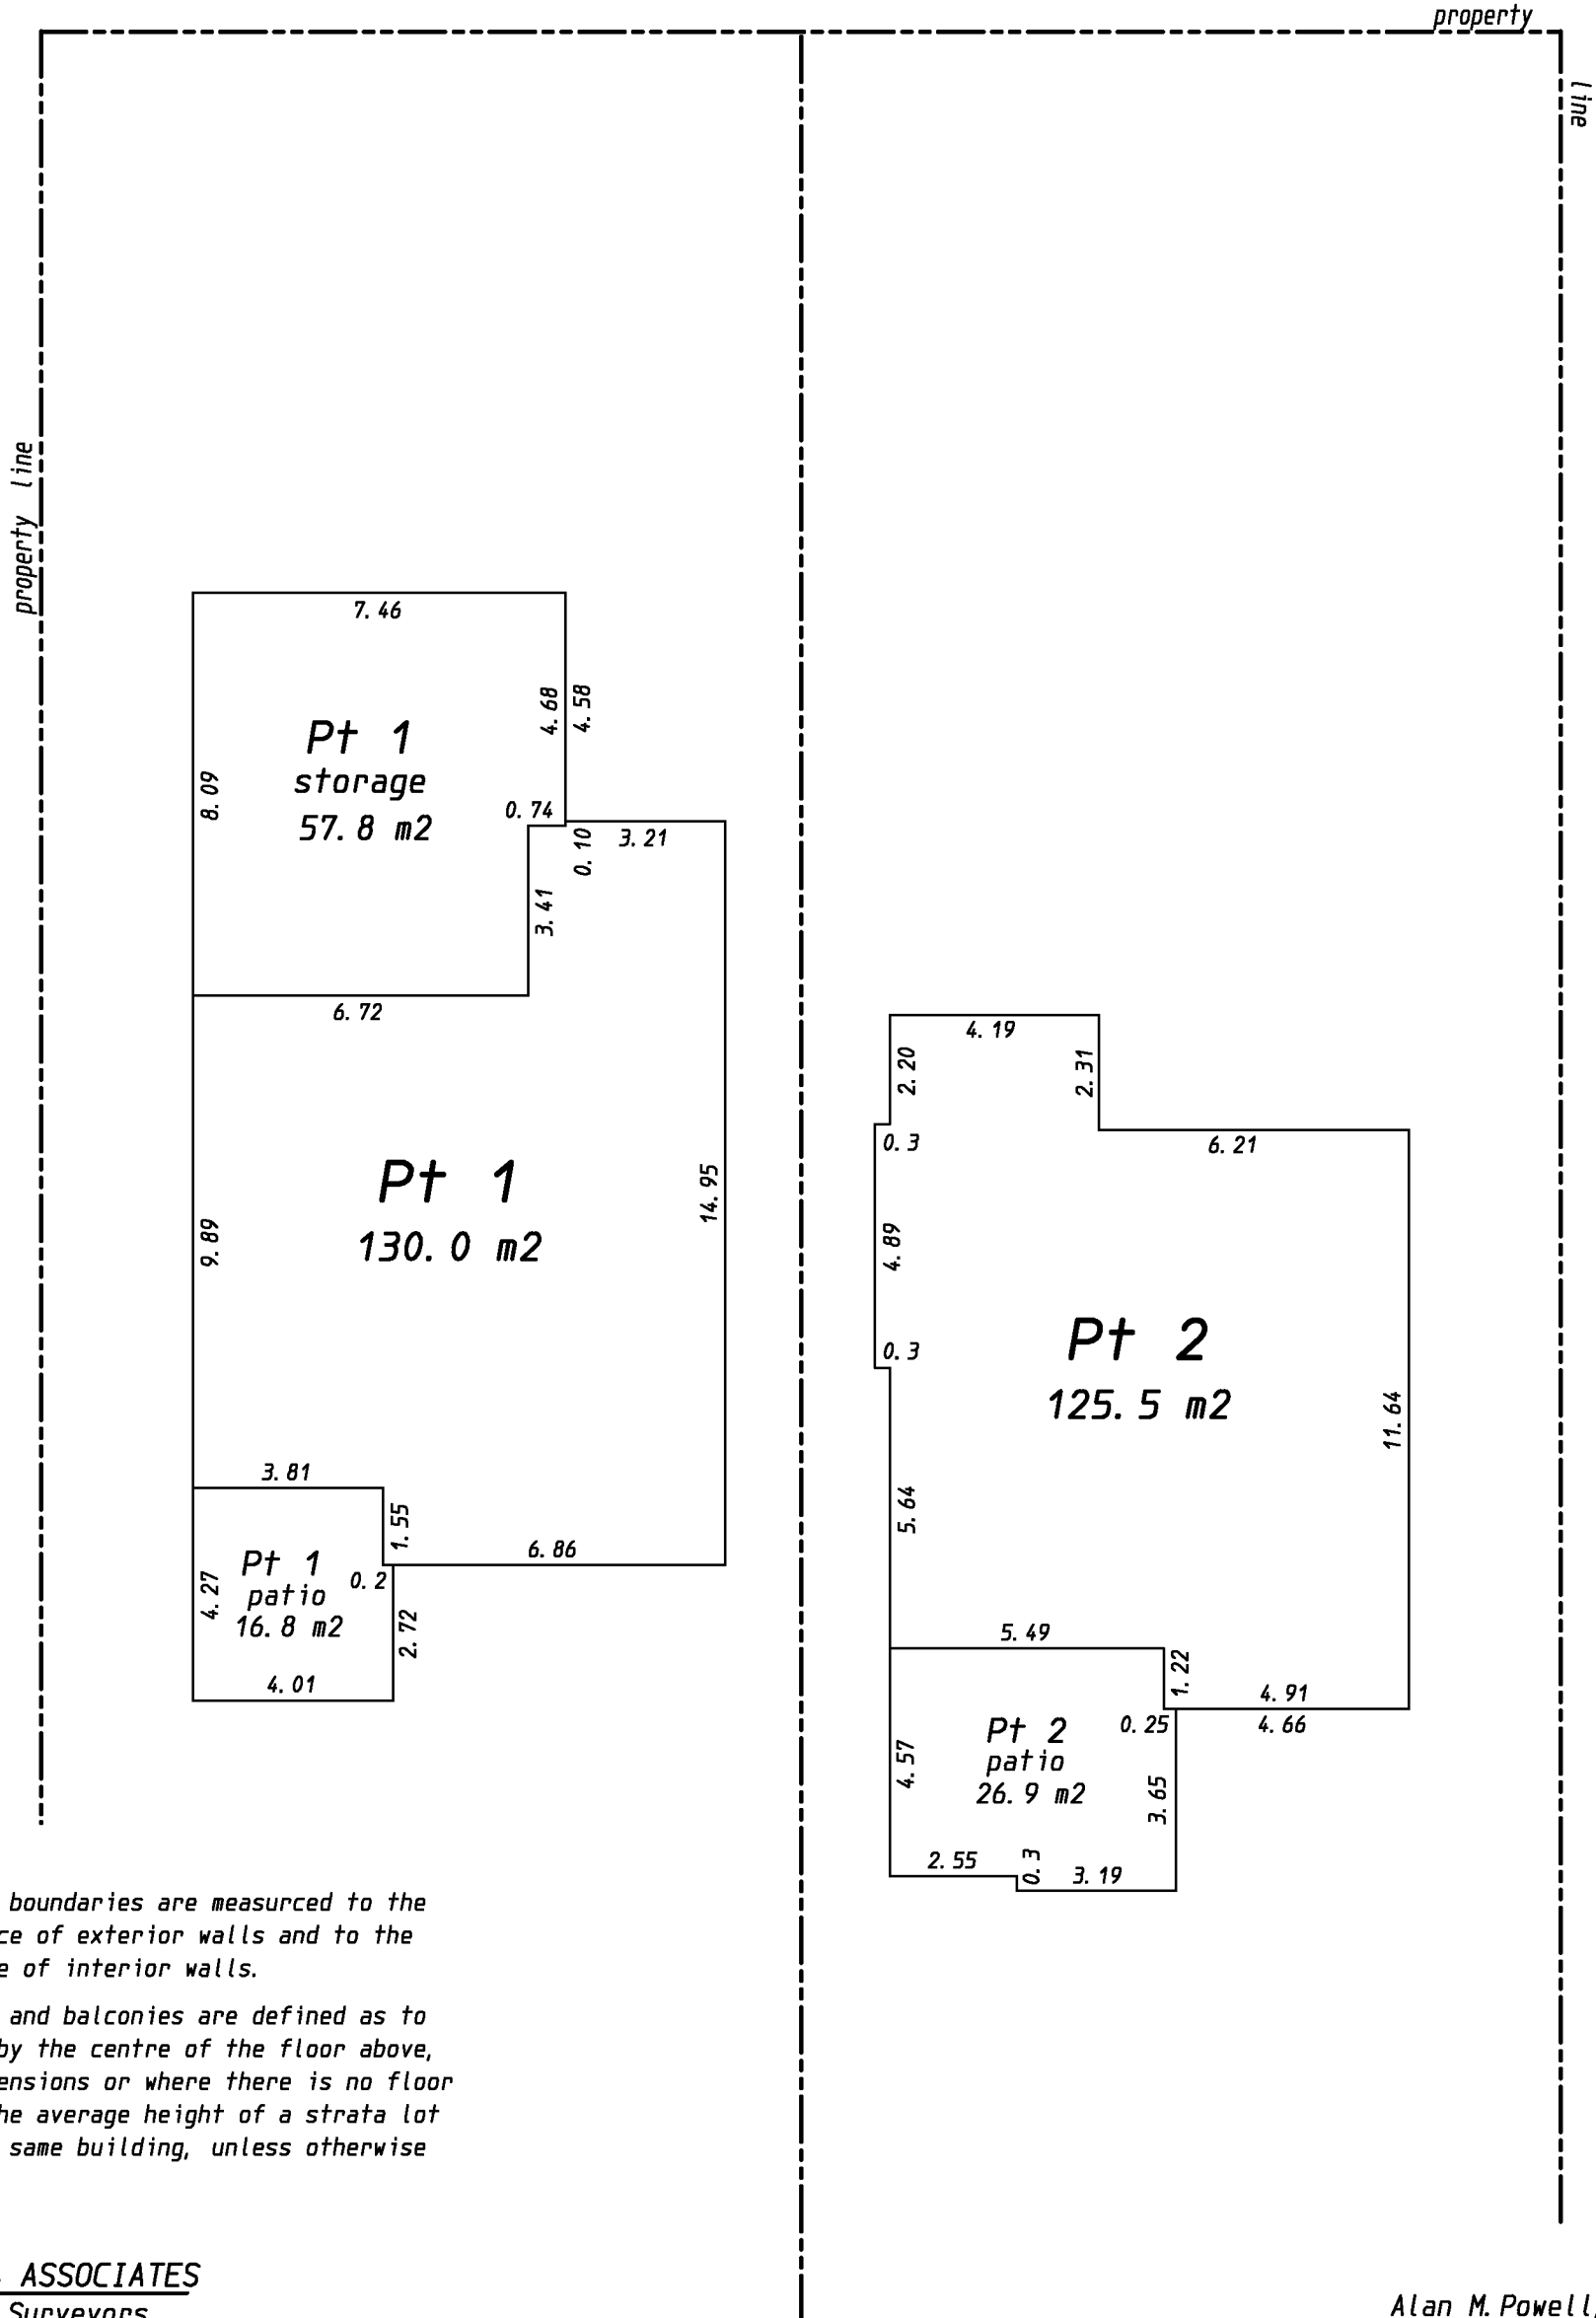 property
line
property line
7.46
4.68
4.58
Pt 1
storage
57.8 m2
8.09
0.74
0.10
3.21
3.41
6.72
4.19
2.20
2.31
0.3
6.21
Pt 1
130.0 m2
14.95
9.89
4.89
0.3
Pt 2
125.5 m2
11.64
3.81
1.55
5.64
6.86
Pt 1
patio
16.8 m2
0.2
4.27
2.72
4.01
5.49
1.22
4.91
4.66
0.25
Pt 2
patio
26.9 m2
4.57
3.65
2.55
0.3
3.19
boundaries are measurced to the
ce of exterior walls and to the
e of interior walls.
and balconies are defined as to
by the centre of the floor above,
ensions or where there is no floor
he average height of a strata lot
same building, unless otherwise
ASSOCIATES
Surveyors
Alan M. Powell,